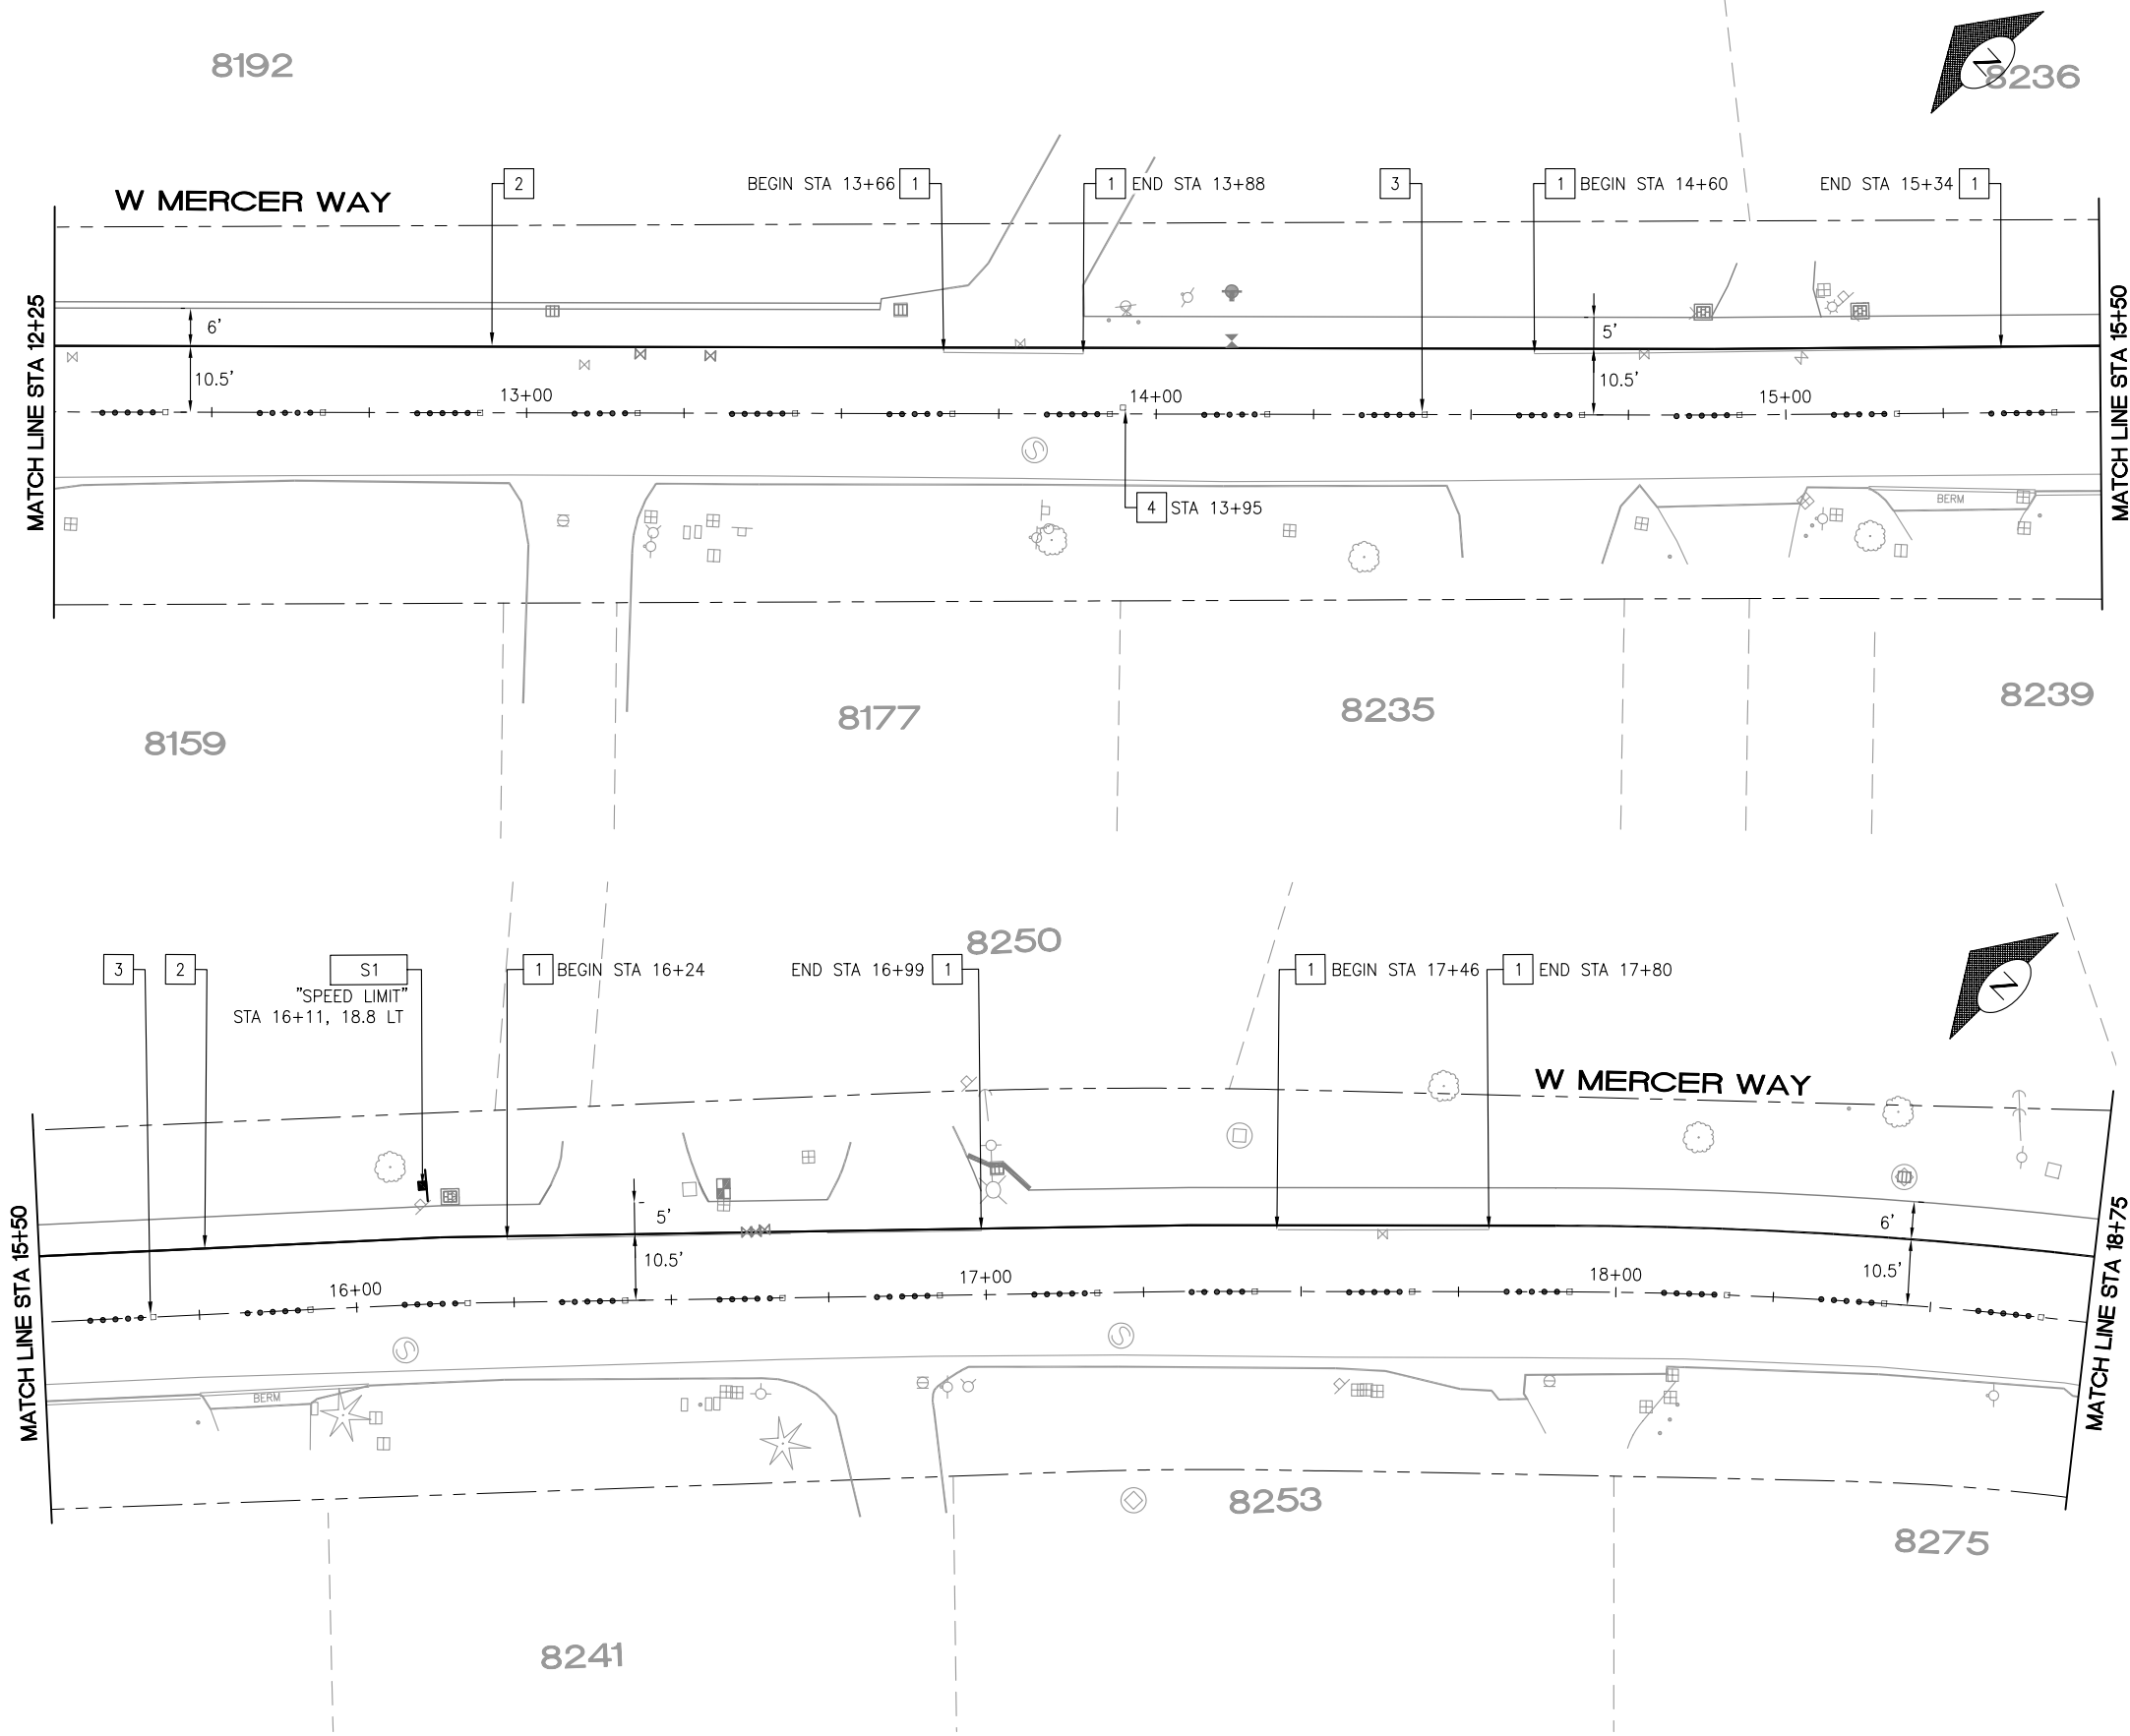 8192
8236
N
W MERCER WAY
2
BEGIN STA 13+66 1
1 END STA 13+88
3
1 BEGIN STA 14+60
END STA 15+34 1
MATCH LINE STA 12+25
6'
10.5'
5'
10.5'
13+00
14+00
15+00
MATCH LINE STA 15+50
4 STA 13+95
BERM
8159
8177
8235
8239
8250
3
2
S1
"SPEED LIMIT"
STA 16+11, 18.8 LT
1 BEGIN STA 16+24
END STA 16+99 1
1 BEGIN STA 17+46
1 END STA 17+80
N
W MERCER WAY
MATCH LINE STA 15+50
5'
10.5'
6'
10.5'
16+00
17+00
18+00
MATCH LINE STA 18+75
BERM
8253
8275
8241